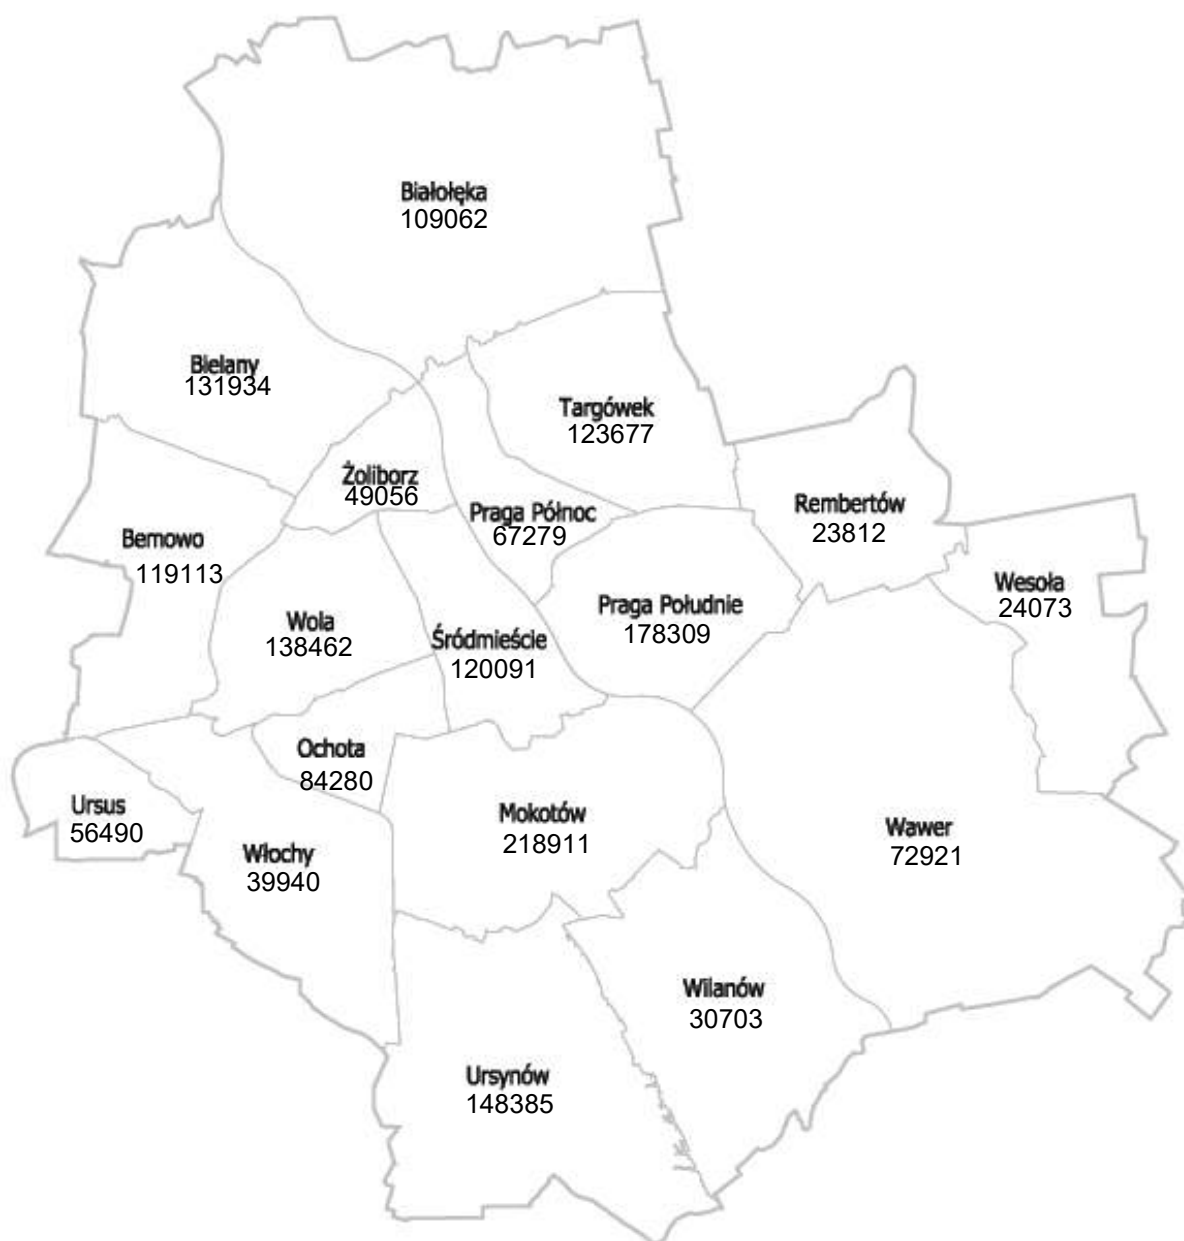 Białołęka
109062
Bielany
131934
Targówek
123677
Żoliborz
49056
Praga Północ
67279
Rembertów
23812
Bemowo
119113
Wesoła
24073
Wola
138462
Praga Południe
178309
Śródmieście
120091
Ochota
84280
Ursus
56490
Mokotów
218911
Wawer
72921
Włochy
39940
Wilanów
30703
Ursynów
148385